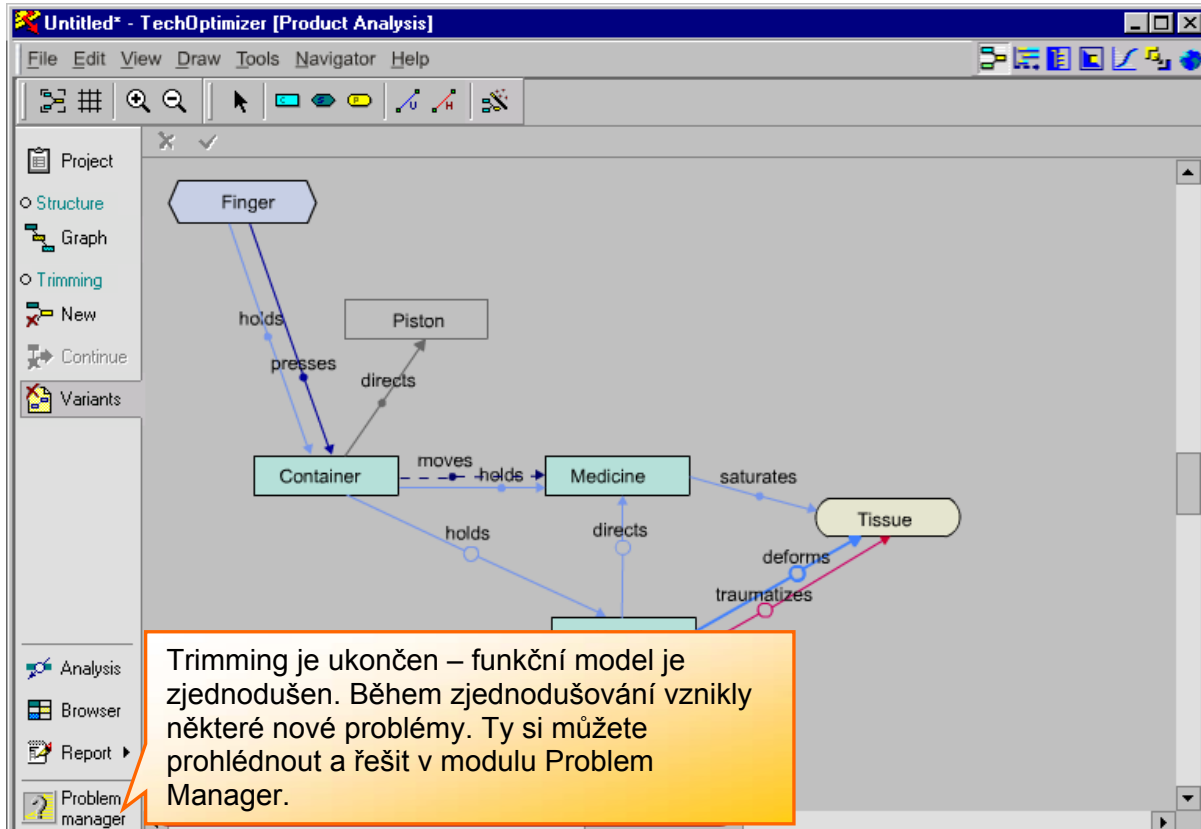 Untitled* - TechOptimizer [Product Analysis]
File Edit View Draw Tools Navigator Help
Project
Structure
Graph
Trimming
New
Continue
Variants
Analysis
Browser
Report
Problem
manager
Finger
holds
presses
Piston
directs
Container
moves
holds
Medicine
saturates
Tissue
holds
directs
deforms
traumatizes
Trimming je ukončen – funkční model je
zjednodušen. Během zjednodušování vznikly
některé nové problémy. Ty si můžete
prohlédnout a řešit v modulu Problem
Manager.